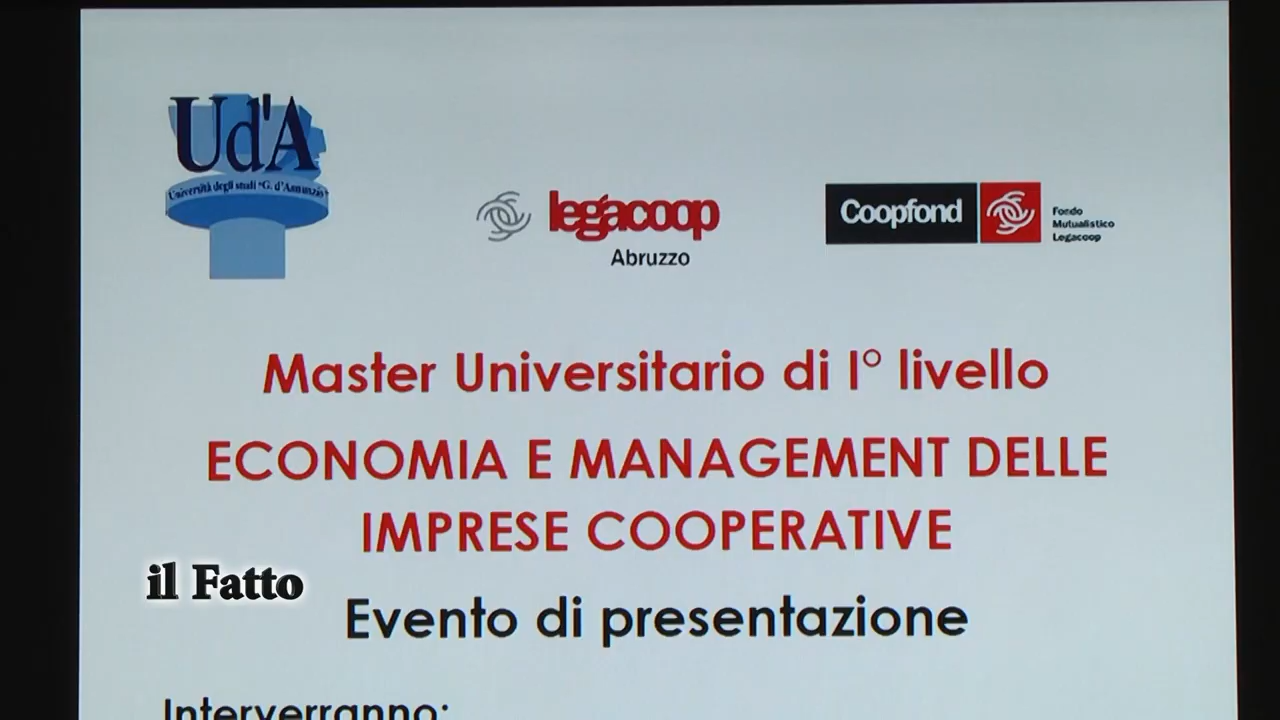 Ud'A
Università degli studi "G. d'Annunzio"
legacoop
Abruzzo
Coopfond
Fondo
Mutualistico
Legacoop
Master Universitario di I° livello
ECONOMIA E MANAGEMENT DELLE
IMPRESE COOPERATIVE
il Fatto
Evento di presentazione
Interverranno: